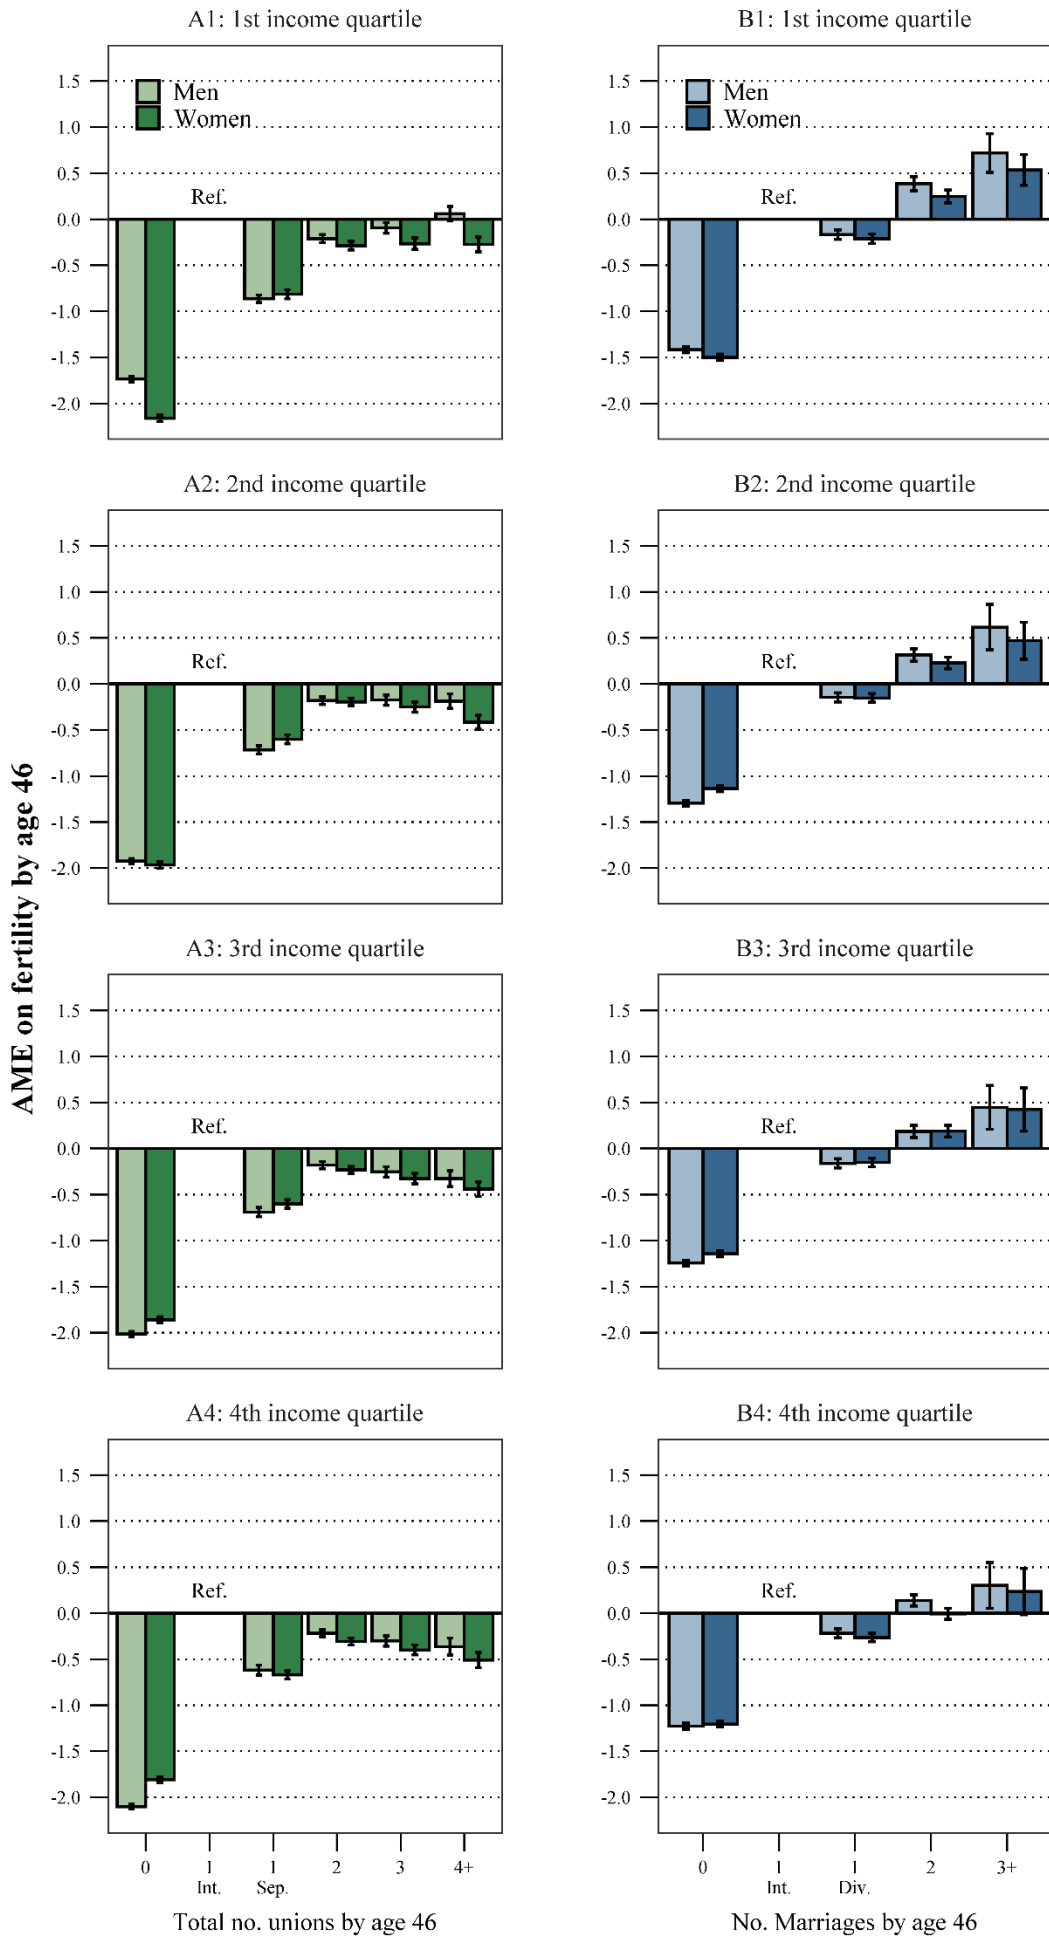 A1: 1st income quartile
1.5
1.0
0.5
0.0
-0.5
-1.0
-1.5
-2.0
Men
Women
Ref.
B1: 1st income quartile
1.5
1.0
0.5
0.0
-0.5
-1.0
-1.5
-2.0
Men
Women
Ref.
A2: 2nd income quartile
1.5
1.0
0.5
0.0
-0.5
-1.0
-1.5
-2.0
Ref.
B2: 2nd income quartile
1.5
1.0
0.5
0.0
-0.5
-1.0
-1.5
-2.0
Ref.
AME on fertility by age 46
A3: 3rd income quartile
1.5
1.0
0.5
0.0
-0.5
-1.0
-1.5
-2.0
Ref.
B3: 3rd income quartile
1.5
1.0
0.5
0.0
-0.5
-1.0
-1.5
-2.0
Ref.
A4: 4th income quartile
1.5
1.0
0.5
0.0
-0.5
-1.0
-1.5
-2.0
Ref.
0 1 1 2 3 4+
Int. Sep.
Total no. unions by age 46
B4: 4th income quartile
1.5
1.0
0.5
0.0
-0.5
-1.0
-1.5
-2.0
Ref.
0 1 1 2 3+
Int. Div.
No. Marriages by age 46